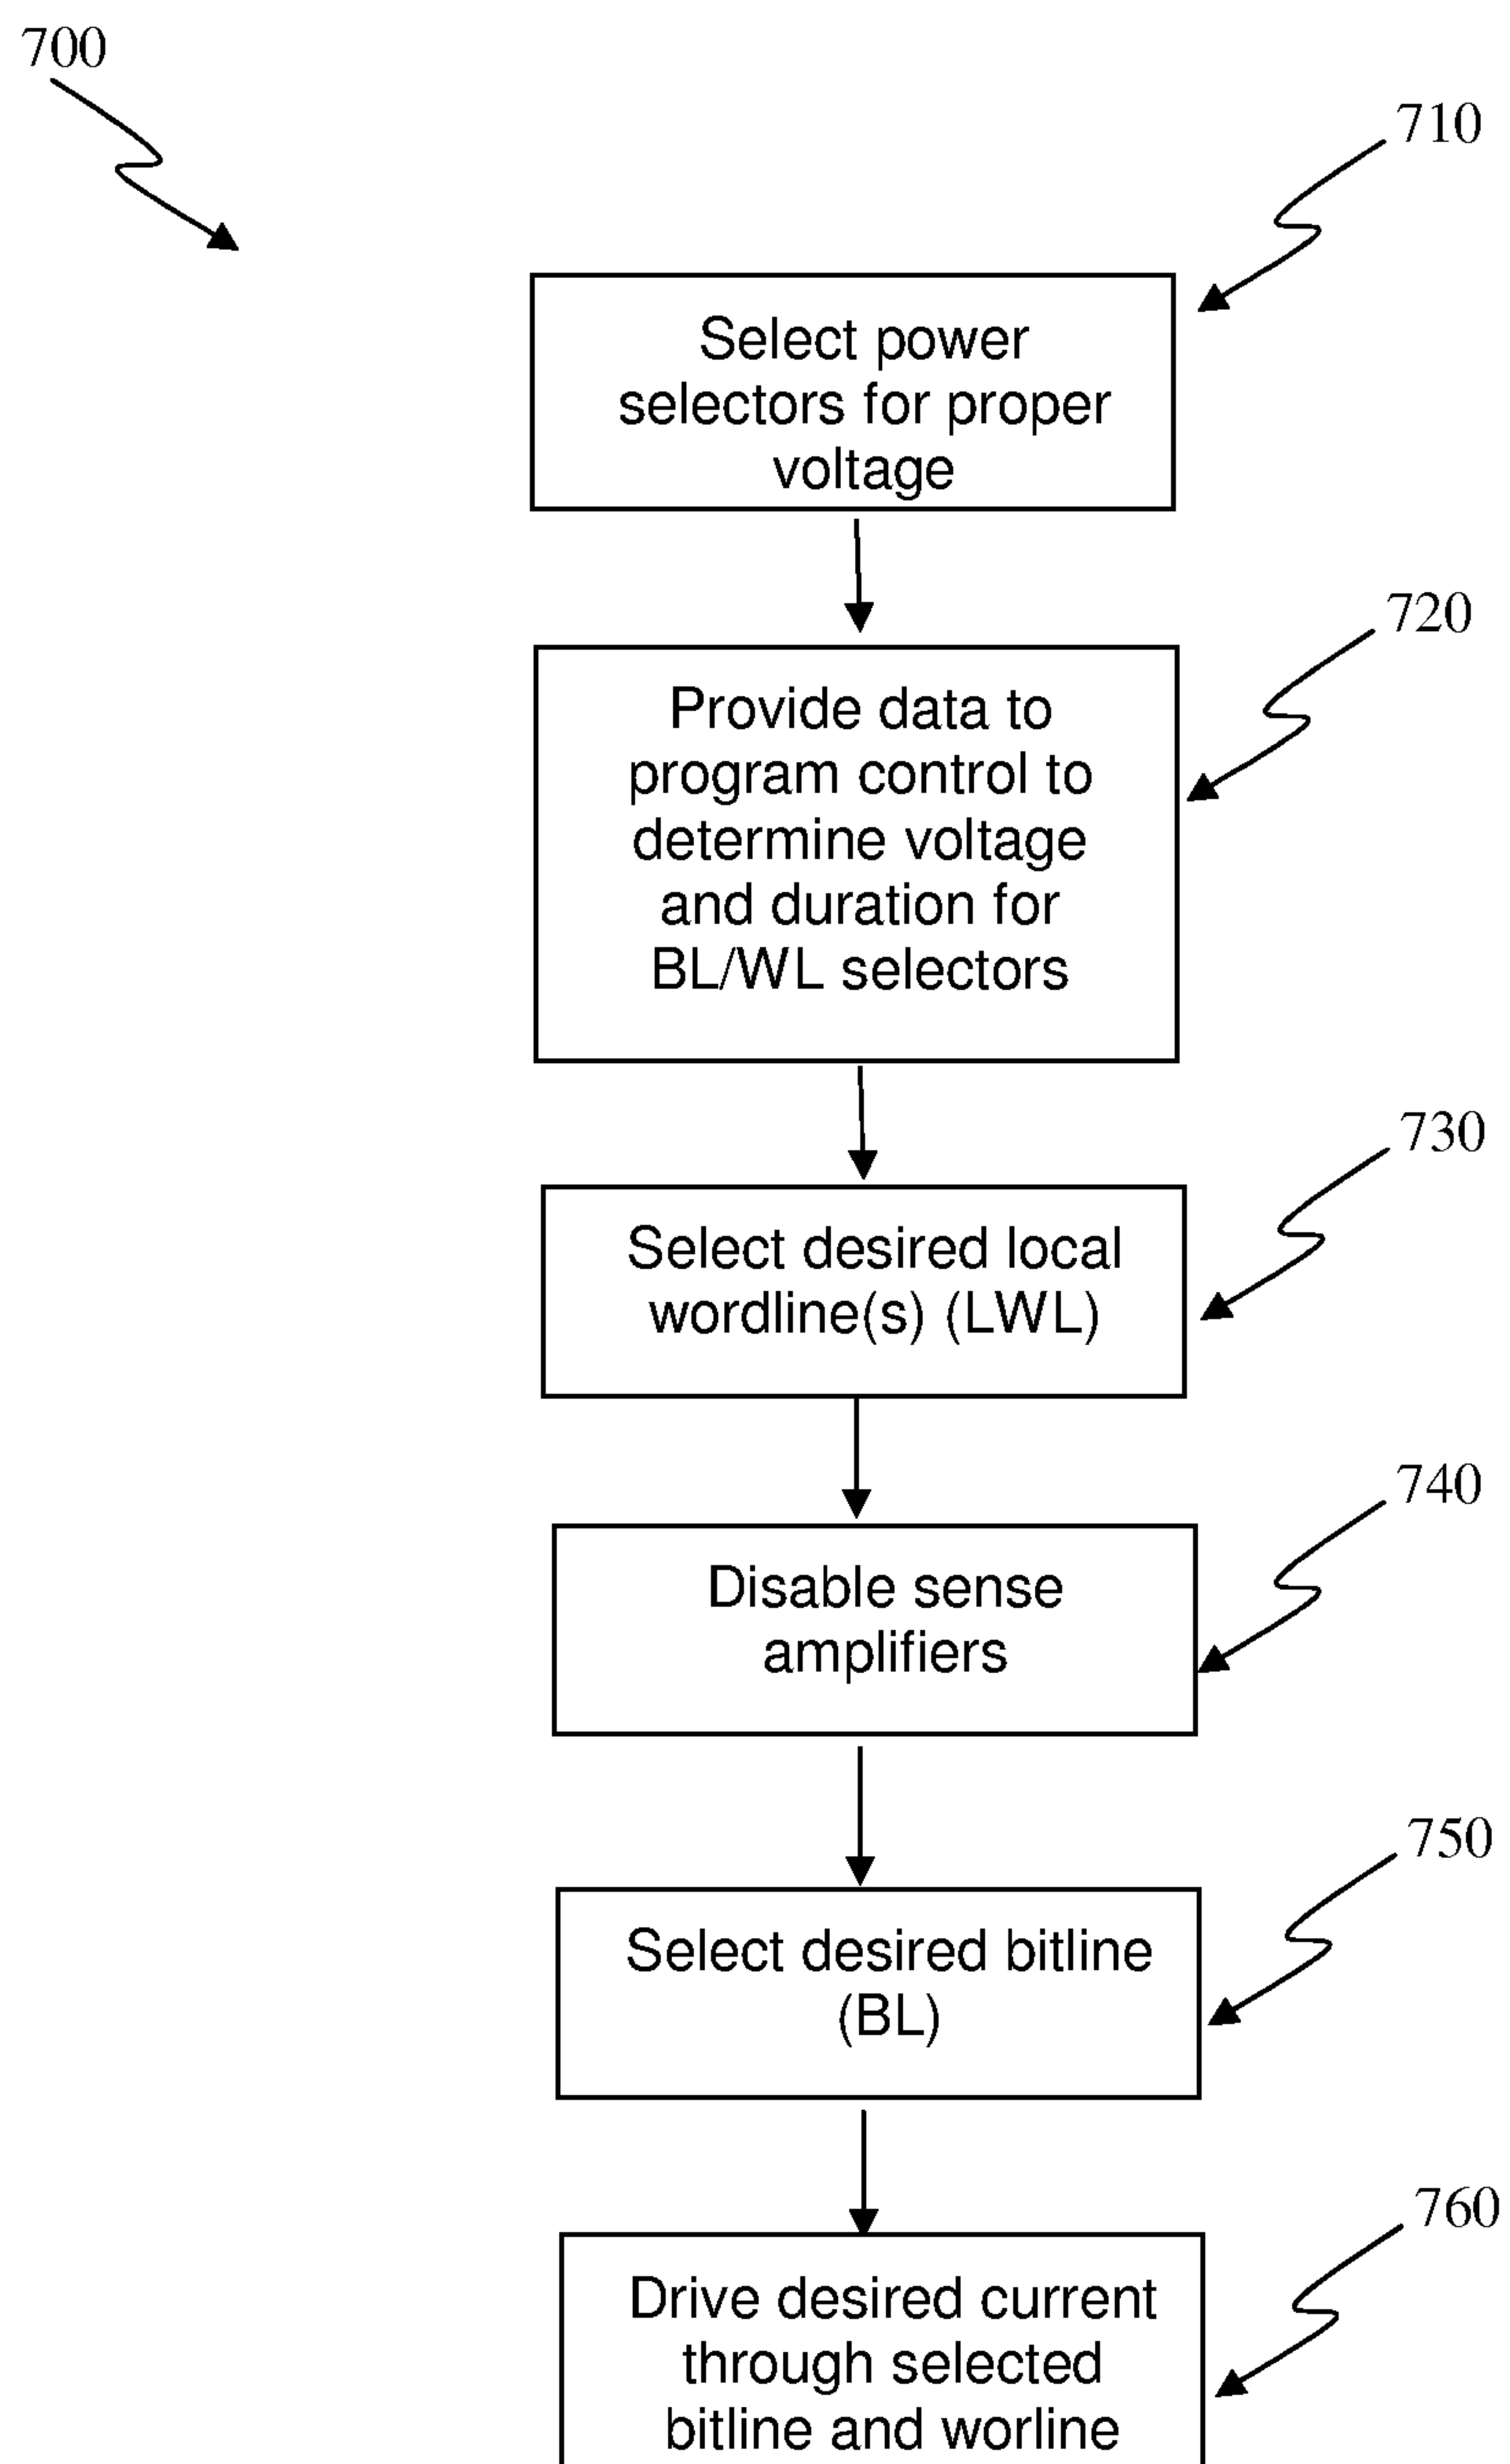 700
710
Select power
selectors for proper
voltage
720
Provide data to
program control to
determine voltage
and duration for
BL/WL selectors
730
Select desired local
wordline(s) (LWL)
740
Disable sense
amplifiers
750
Select desired bitline
(BL)
760
Drive desired current
through selected
bitline and worline